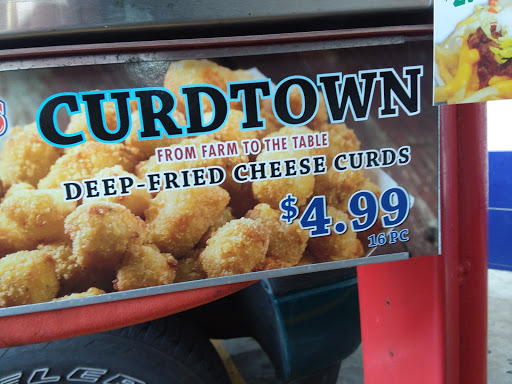 CURDTOWN
FROM FARM TO THE TABLE
DEEP-FRIED CHEESE CURDS
$4.99
16 PC